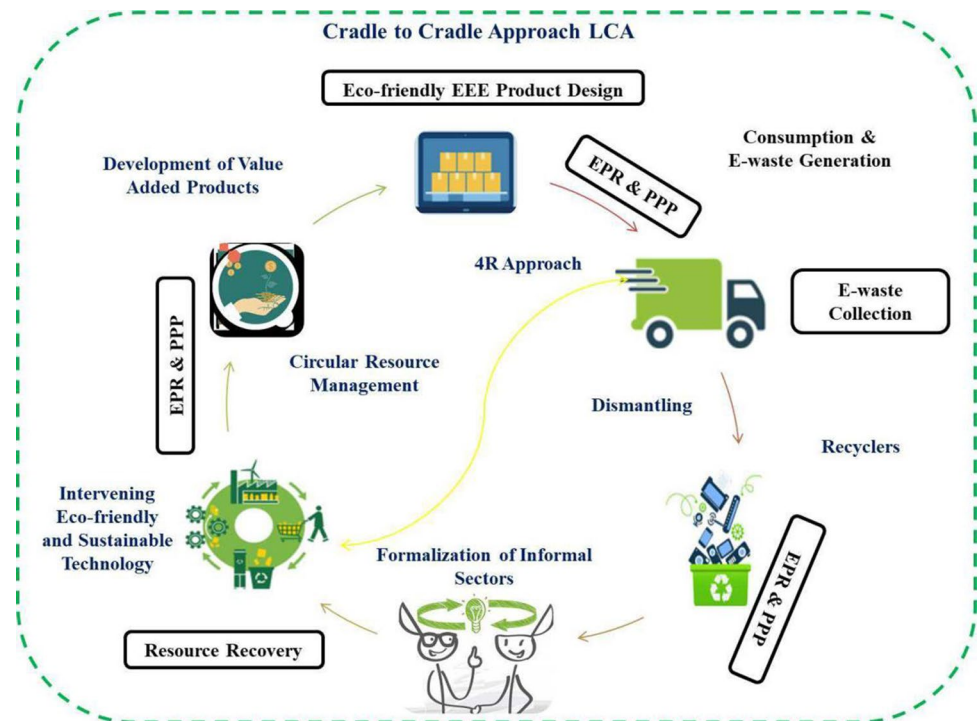 Cradle to Cradle Approach LCA
Eco-friendly EEE Product Design
Consumption &
E-waste Generation
EPR & PPP
Development of Value
Added Products
4R Approach
E-waste
Collection
EPR & PPP
Circular Resource
Management
Dismantling
Recyclers
Intervening
Eco-friendly
and Sustainable
Technology
Formalization of Informal
Sectors
EPR & PPP
Resource Recovery